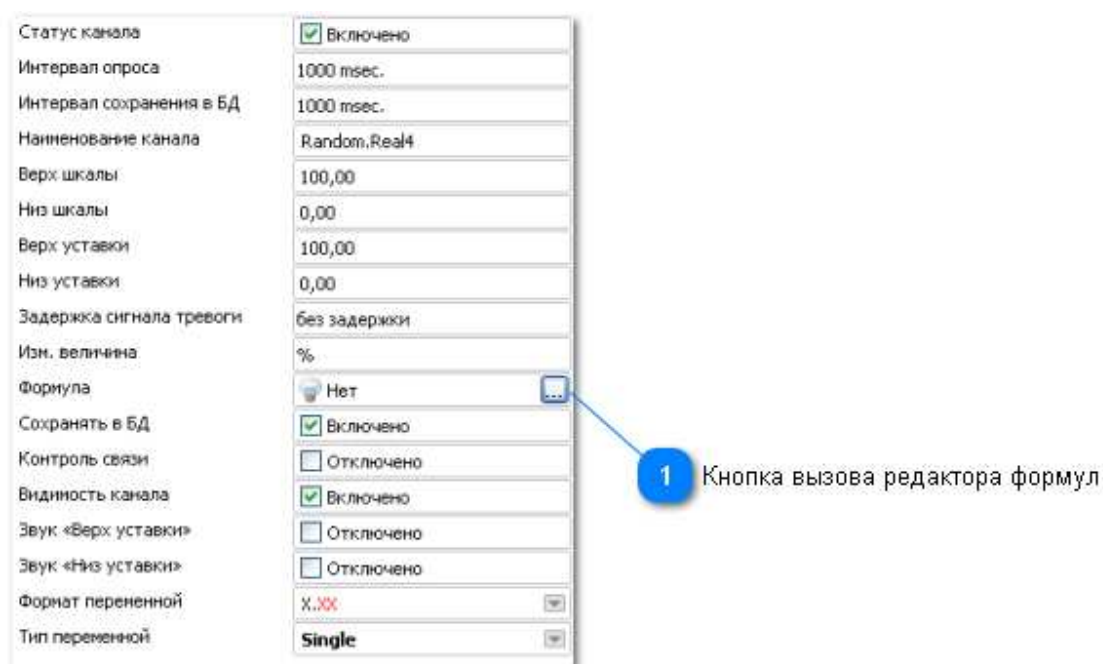 Статус канала Включено
Интервал опроса 1000 msec.
Интервал сохранения в БД 1000 msec.
Наименование канала Random.Real4
Верх шкалы 100,00
Низ шкалы 0,00
Верх уставки 100,00
Низ уставки 0,00
Задержка сигнала тревоги без задержки
Изм. величина %
Формула Нет ...
1 Кнопка вызова редактора формул
Сохранять в БД Включено
Контроль связи Отключено
Видимость канала Включено
Звук «Верх уставки» Отключено
Звук «Низ уставки» Отключено
Формат переменной X.XX
Тип переменной Single